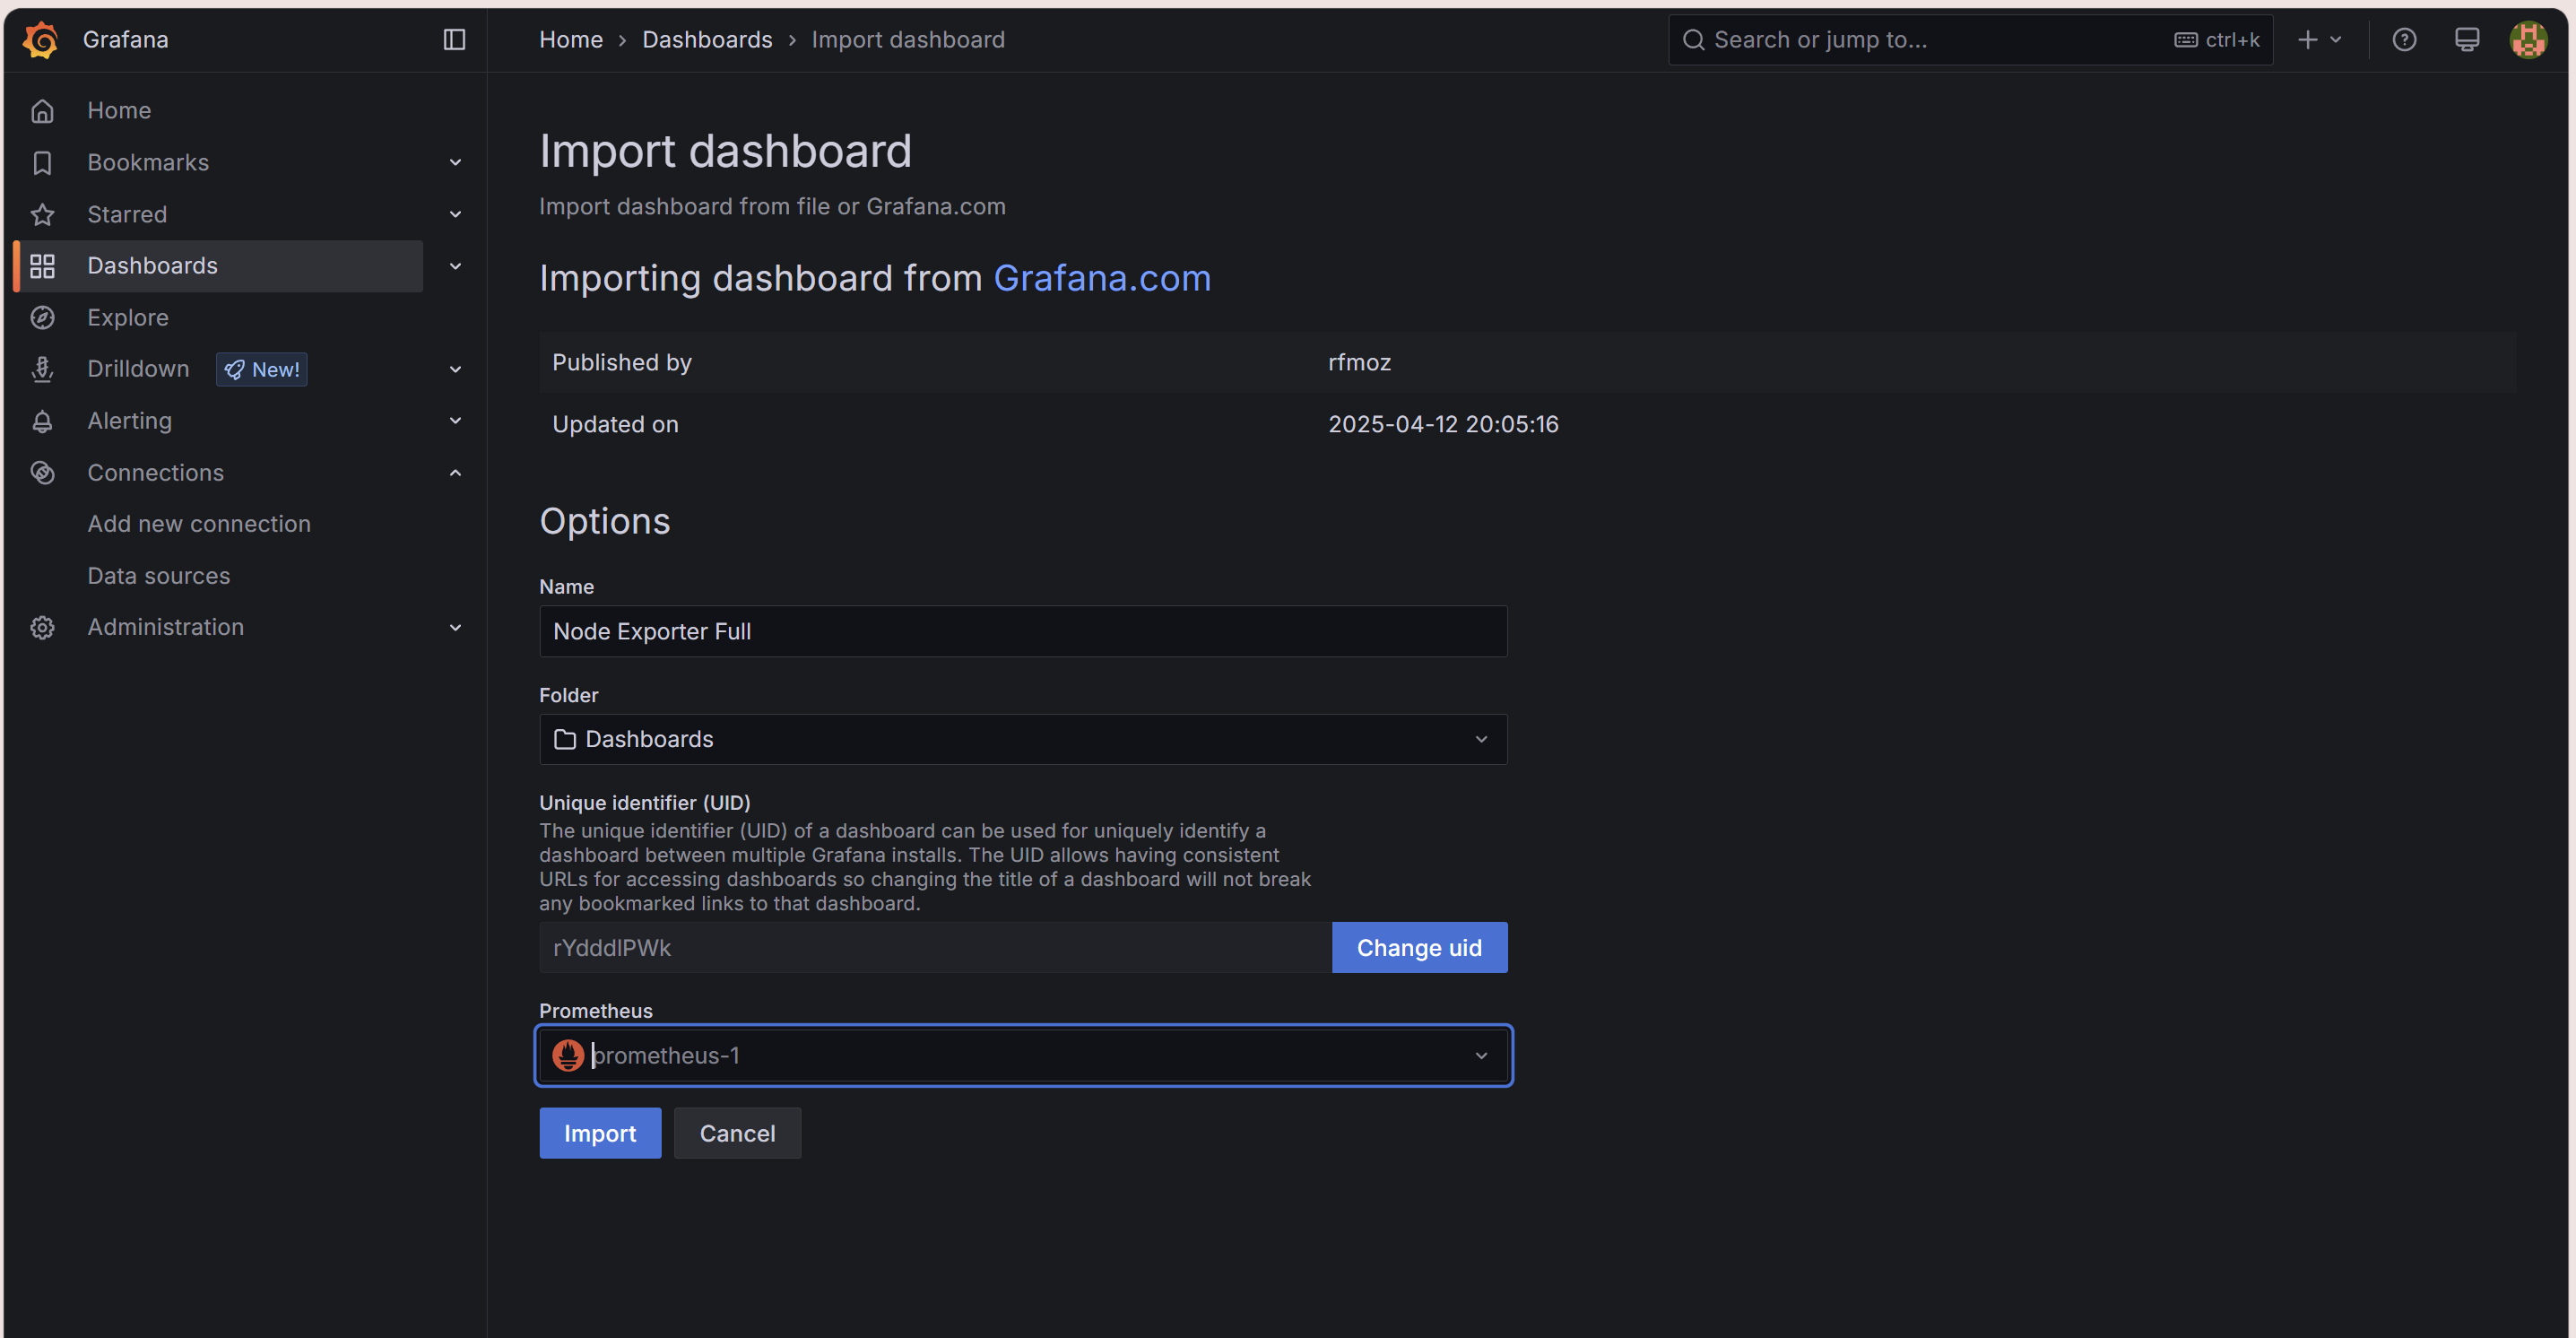 Grafana
Home › Dashboards › Import dashboard
Search or jump to...
ctrl+k
Home
Bookmarks
Starred
Dashboards
Explore
Drilldown New!
Alerting
Connections
Add new connection
Data sources
Administration
Import dashboard
Import dashboard from file or Grafana.com
Importing dashboard from Grafana.com
Published by rfmoz
Updated on 2025-04-12 20:05:16
Options
Name
Node Exporter Full
Folder
Dashboards
Unique identifier (UID)
The unique identifier (UID) of a dashboard can be used for uniquely identify a
dashboard between multiple Grafana installs. The UID allows having consistent
URLs for accessing dashboards so changing the title of a dashboard will not break
any bookmarked links to that dashboard.
rYdddlPWk Change uid
Prometheus
prometheus-1
Import Cancel